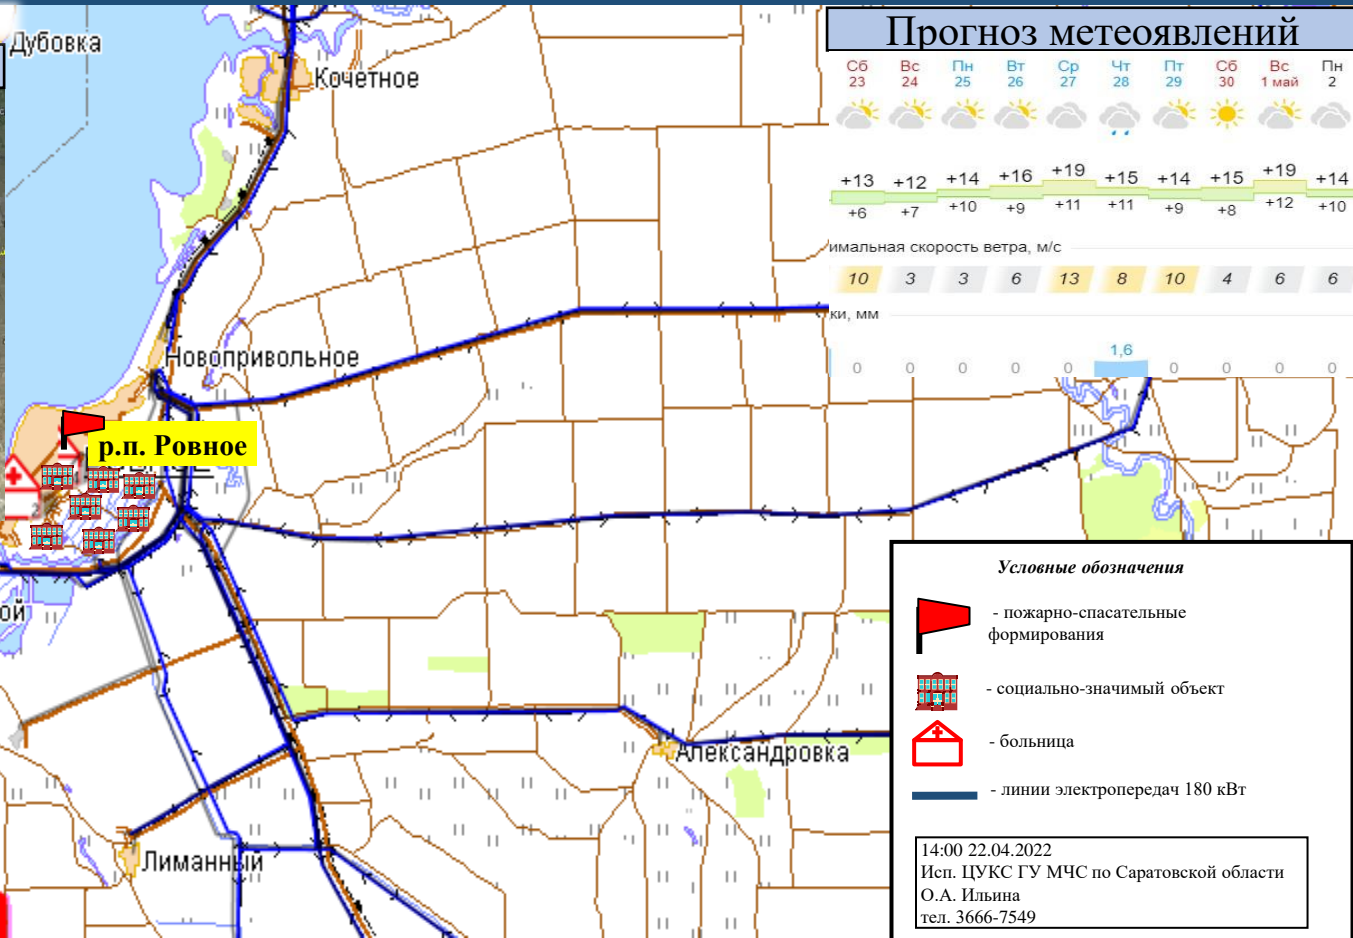 Дубовка
Кочетное
Новопривольное
р.п. Ровное
2
ой
Александровка
Лиманный
Прогноз метеоявлений
Сб Вс Пн Вт Ср Чт Пт Сб Вс Пн
23 24 25 26 27 28 29 30 1 май 2
+13 +12 +14 +16 +19 +15 +14 +15 +19 +14
+6 +7 +10 +9 +11 +11 +9 +8 +12 +10
имальная скорость ветра, м/с
10 3 3 6 13 8 10 4 6 6
ки, мм
1,6
0 0 0 0 0 0 0 0 0
Условные обозначения
- пожарно-спасательные
формирования
- социально-значимый объект
- больница
- линии электропередач 180 кВт
14:00 22.04.2022
Исп. ЦУКС ГУ МЧС по Саратовской области
О.А. Ильина
тел. 3666-7549